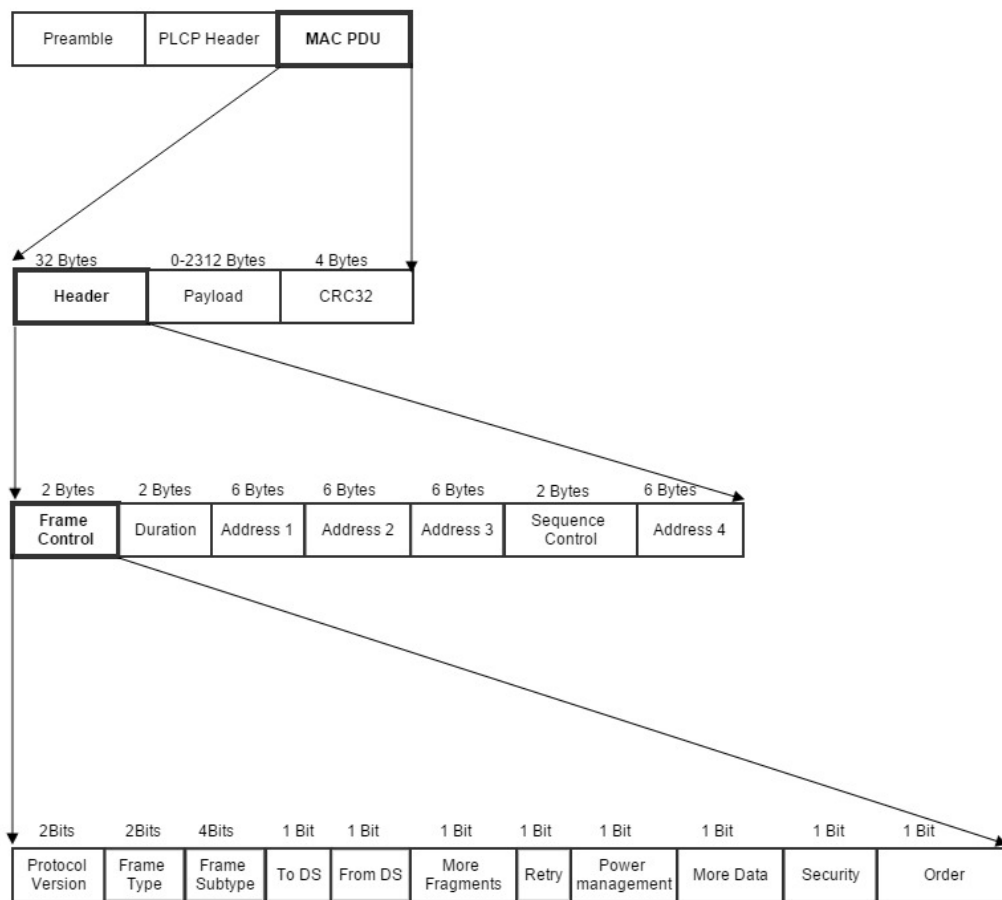 Preamble
PLCP Header
MAC PDU
32 Bytes
0-2312 Bytes
4 Bytes
Header
Payload
CRC32
2 Bytes
2 Bytes
6 Bytes
6 Bytes
6 Bytes
2 Bytes
6 Bytes
Frame
Control
Duration
Address 1
Address 2
Address 3
Sequence
Control
Address 4
2Bits
2Bits
4Bits
1 Bit
1 Bit
1 Bit
1 Bit
1 Bit
1 Bit
1 Bit
1 Bit
Protocol
Version
Frame
Type
Frame
Subtype
To DS
From DS
More
Fragments
Retry
Power
management
More Data
Security
Order